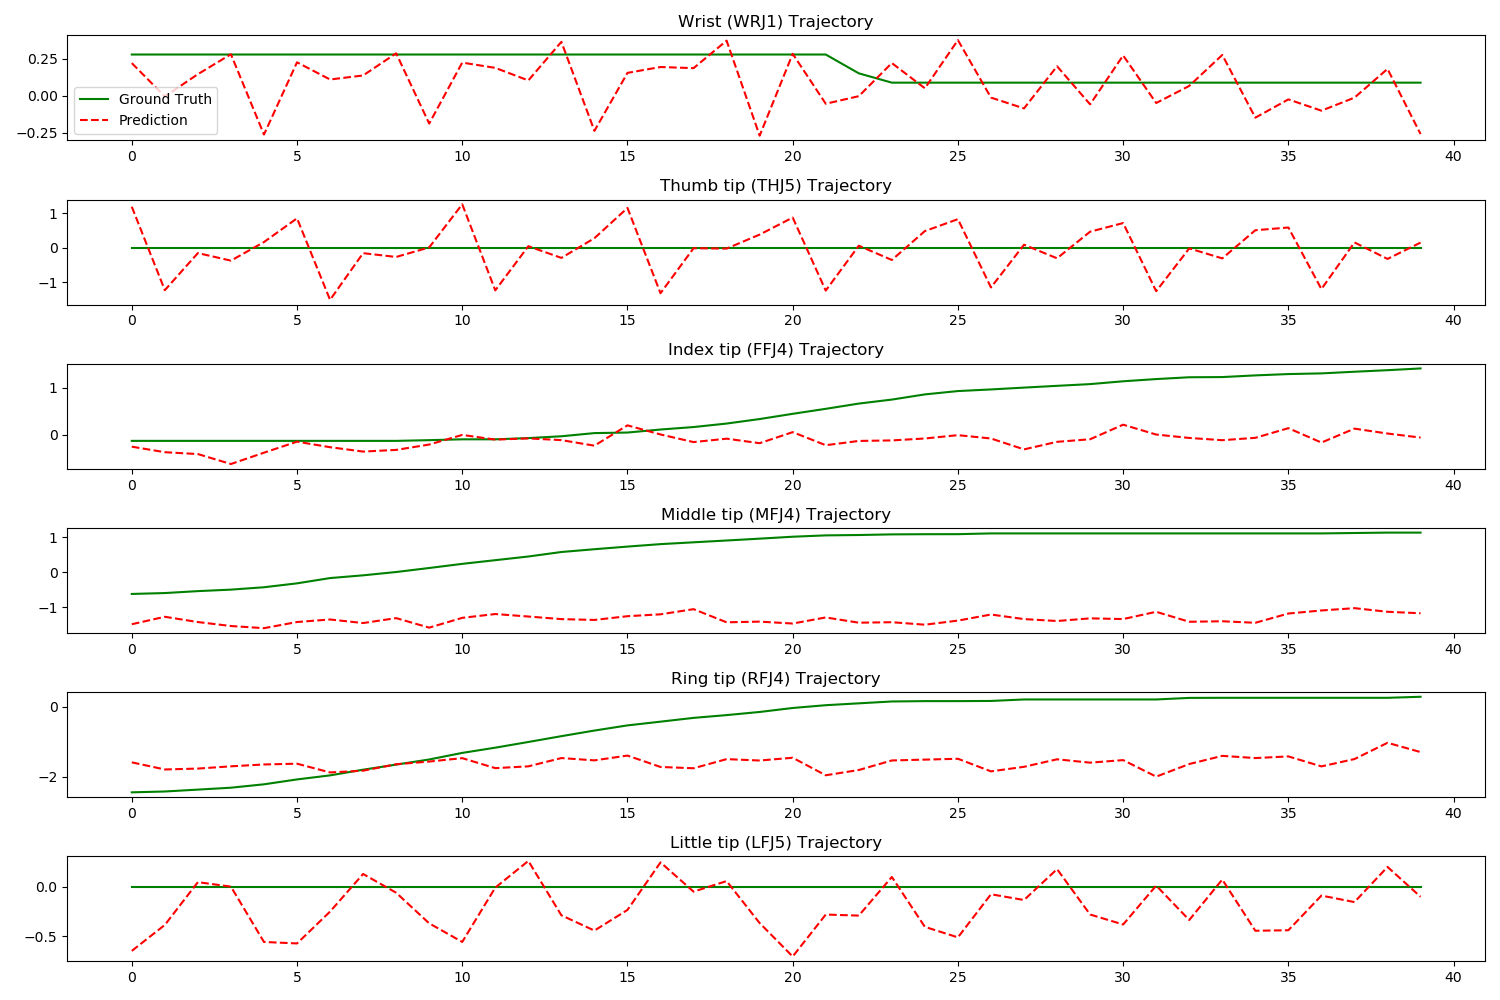 Wrist (WRJ1) Trajectory
0.25
0.00
−0.25
Ground Truth
Prediction
0 5 10 15 20 25 30 35 40
Thumb tip (THJ5) Trajectory
1
0
−1
0 5 10 15 20 25 30 35 40
Index tip (FFJ4) Trajectory
1
0
0 5 10 15 20 25 30 35 40
Middle tip (MFJ4) Trajectory
1
0
−1
0 5 10 15 20 25 30 35 40
Ring tip (RFJ4) Trajectory
0
−2
0 5 10 15 20 25 30 35 40
Little tip (LFJ5) Trajectory
0.0
−0.5
0 5 10 15 20 25 30 35 40